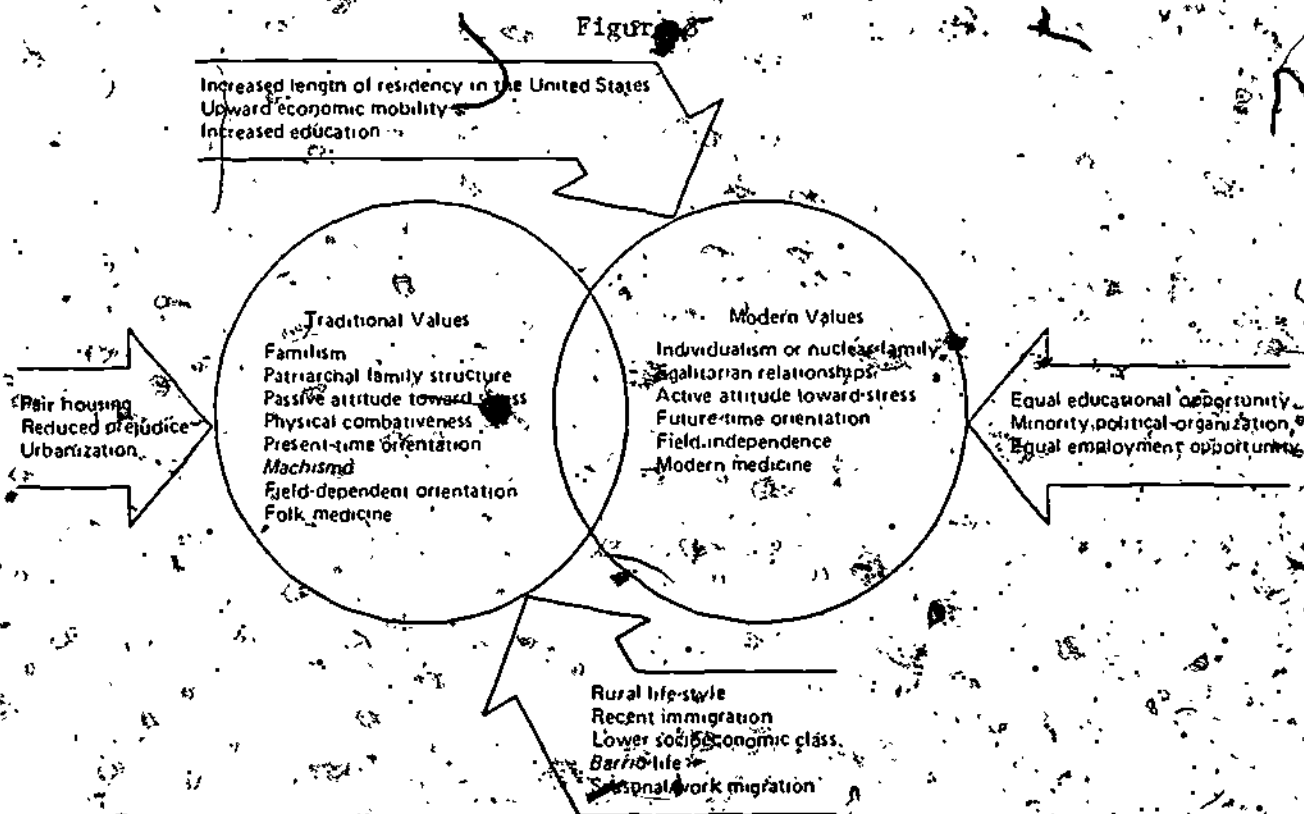 Increased length of residency in the United States
Upward economic mobility
Increased education
Traditional Values
Familism
Patriarchal family structure
Passive attitude toward stress
Physical combativeness
Present-time orientation
Machismo
Field-dependent orientation
Folk medicine
Modern Values
Individualism or nuclear family
Egalitarian relationships
Active attitude toward stress
Future-time orientation
Field independence
Modern medicine
Fair housing
Reduced prejudice
Urbanization
Equal educational opportunity
Minority political organization
Equal employment opportunity
Rural life-style
Recent immigration
Lower socioeconomic class
Barrio life
Seasonal work migration